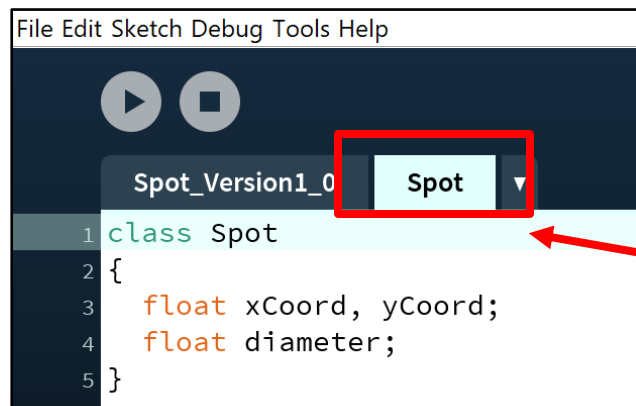 File Edit Sketch Debug Tools Help
Spot_Version1_0 Spot ▼
1 class Spot
2 {
3 float xCoord, yCoord;
4 float diameter;
5 }